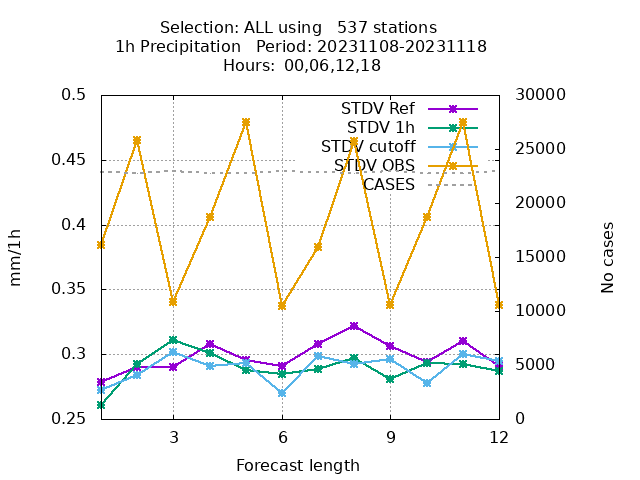 Selection: ALL using   537 stations
1h Precipitation   Period: 20231108-20231118
Hours: 00,06,12,18
STDV Ref
STDV 1h
STDV cutoff
STDV OBS
CASES
0.5
0.45
0.4
0.35
0.3
0.25
30000
25000
20000
15000
10000
5000
0
mm/1h
No cases
3 6 9 12
Forecast length